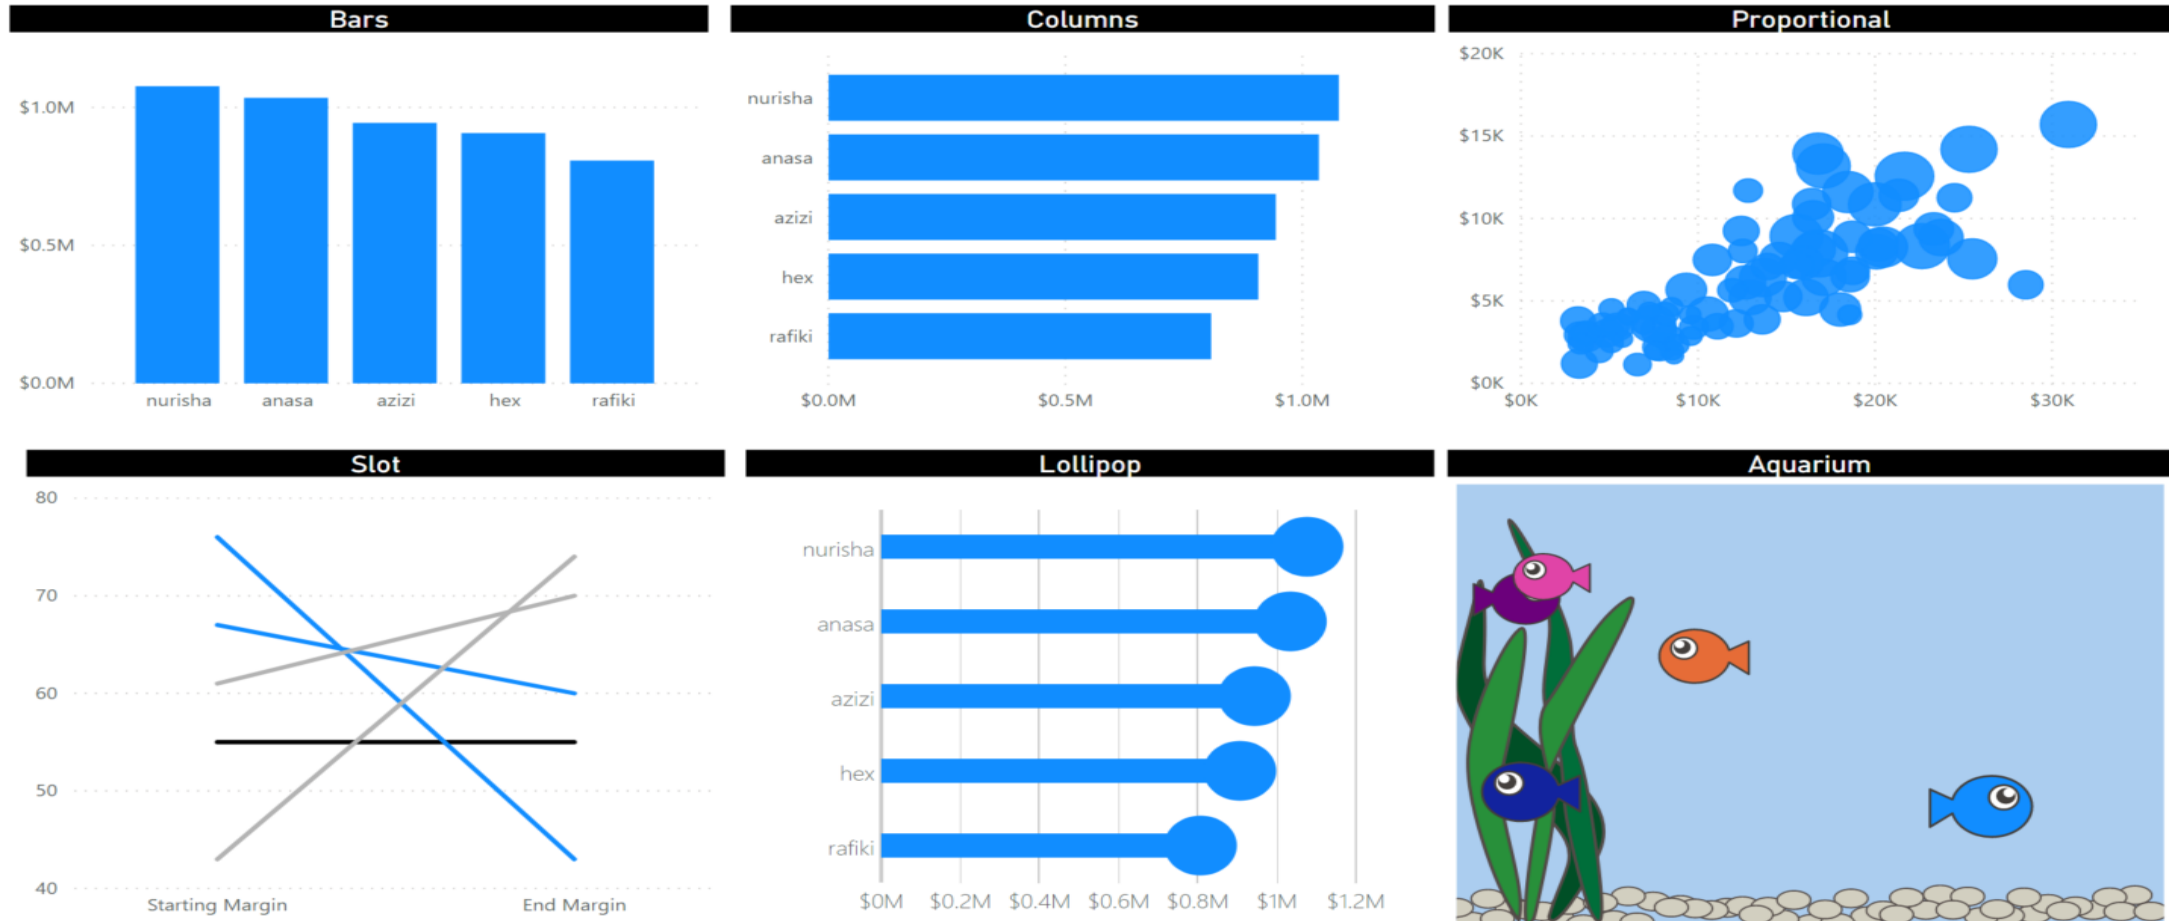 Bars
$1.0M
$0.5M
$0.0M
nurisha anasa azizi hex rafiki
Columns
nurisha
anasa
azizi
hex
rafiki
$0.0M $0.5M $1.0M
Proportional
$20K
$15K
$10K
$5K
$0K
$0K $10K $20K $30K
Slot
80
70
60
50
40
Starting Margin End Margin
Lollipop
nurisha
anasa
azizi
hex
rafiki
$0M $0.2M $0.4M $0.6M $0.8M $1M $1.2M
Aquarium